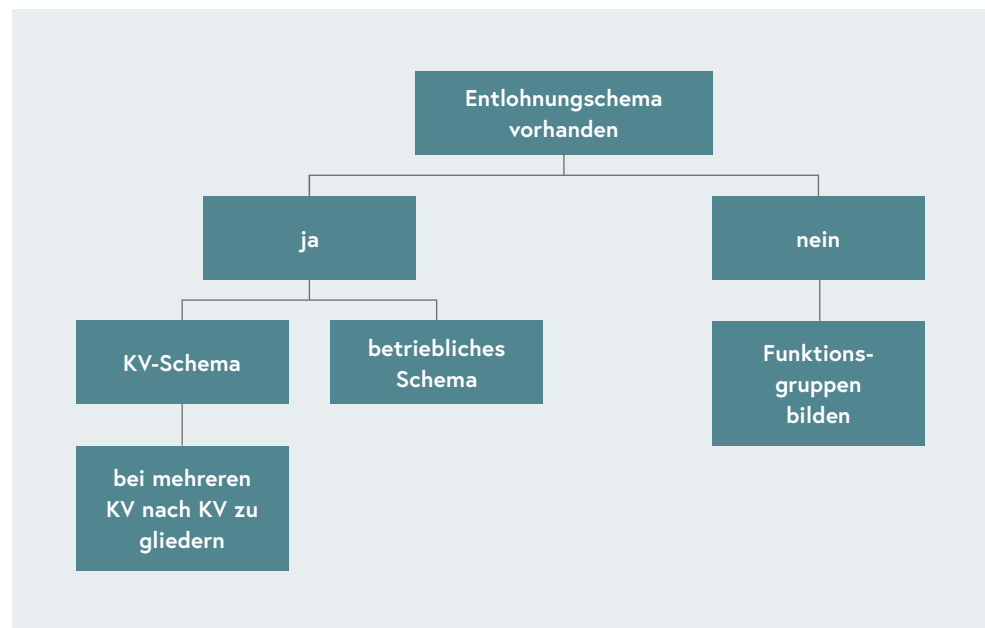 Entlohnungschema
vorhanden
ja
nein
KV-Schema
betriebliches
Schema
Funktions-
gruppen
bilden
bei mehreren
KV nach KV zu
gliedern